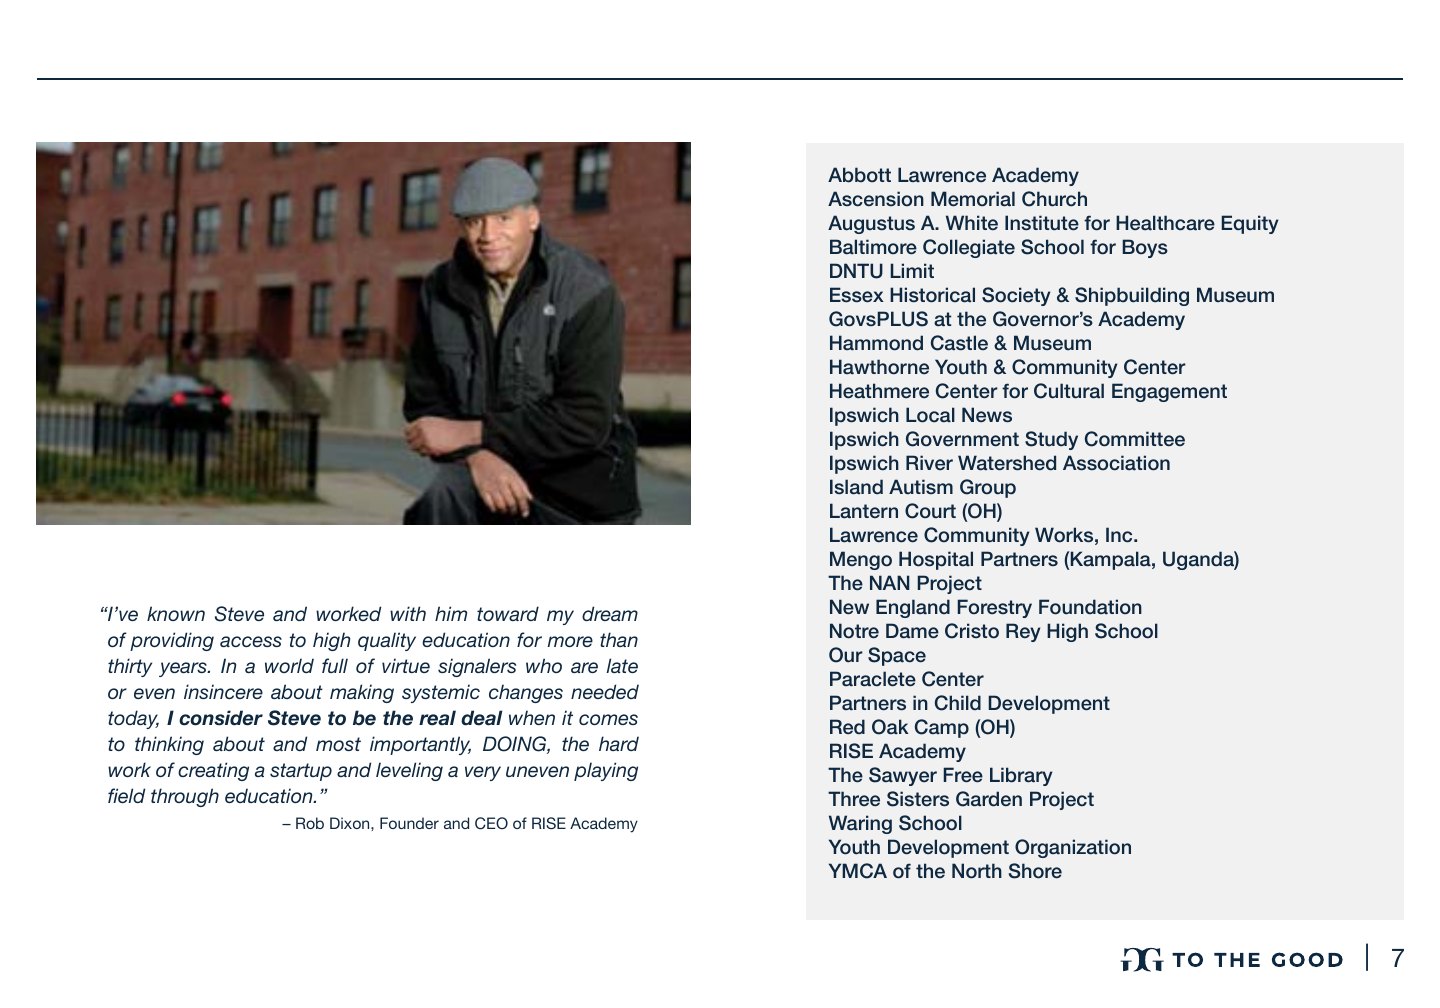 “I’ve known Steve and worked with him toward my dream
of providing access to high quality education for more than
thirty years. In a world full of virtue signalers who are late
or even insincere about making systemic changes needed
today, I consider Steve to be the real deal when it comes
to thinking about and most importantly, DOING, the hard
work of creating a startup and leveling a very uneven playing
field through education.”
– Rob Dixon, Founder and CEO of RISE Academy
Abbott Lawrence Academy
Ascension Memorial Church
Augustus A. White Institute for Healthcare Equity
Baltimore Collegiate School for Boys
DNTU Limit
Essex Historical Society & Shipbuilding Museum
GovsPLUS at the Governor’s Academy
Hammond Castle & Museum
Hawthorne Youth & Community Center
Heathmere Center for Cultural Engagement
Ipswich Local News
Ipswich Government Study Committee
Ipswich River Watershed Association
Island Autism Group
Lantern Court (OH)
Lawrence Community Works, Inc.
Mengo Hospital Partners (Kampala, Uganda)
The NAN Project
New England Forestry Foundation
Notre Dame Cristo Rey High School
Our Space
Paraclete Center
Partners in Child Development
Red Oak Camp (OH)
RISE Academy
The Sawyer Free Library
Three Sisters Garden Project
Waring School
Youth Development Organization
YMCA of the North Shore
TO THE GOOD | 7